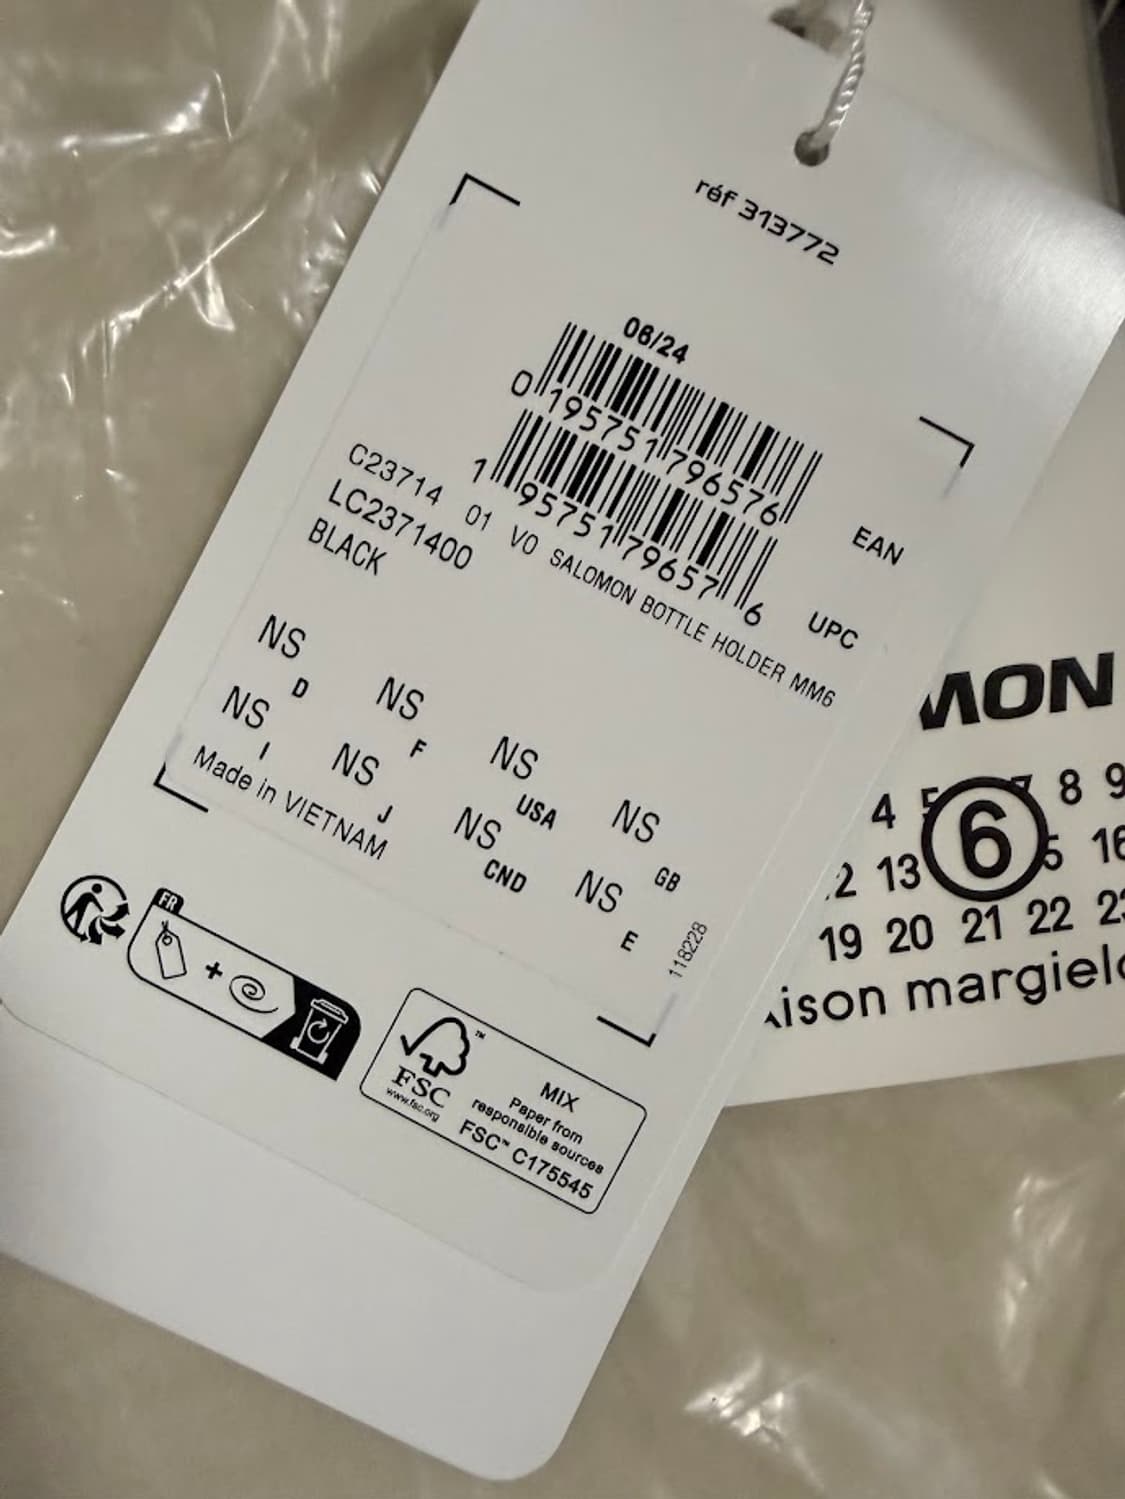 réf 313772
06/24
0 195751 796576
EAN
1 95751 79657 6
UPC
C23714 01 V0 SALOMON BOTTLE HOLDER MM6
LC2371400
BLACK
NS D NS F NS USA NS GB
NS I NS J NS CND NS E
Made in VIETNAM
118228
FR
+
FSC™
www.fsc.org
MIX
Paper from
responsible sources
FSC™ C175545
MON
4 5 6 7 8 9
2 13 5 16
19 20 21 22 23
aison margiela